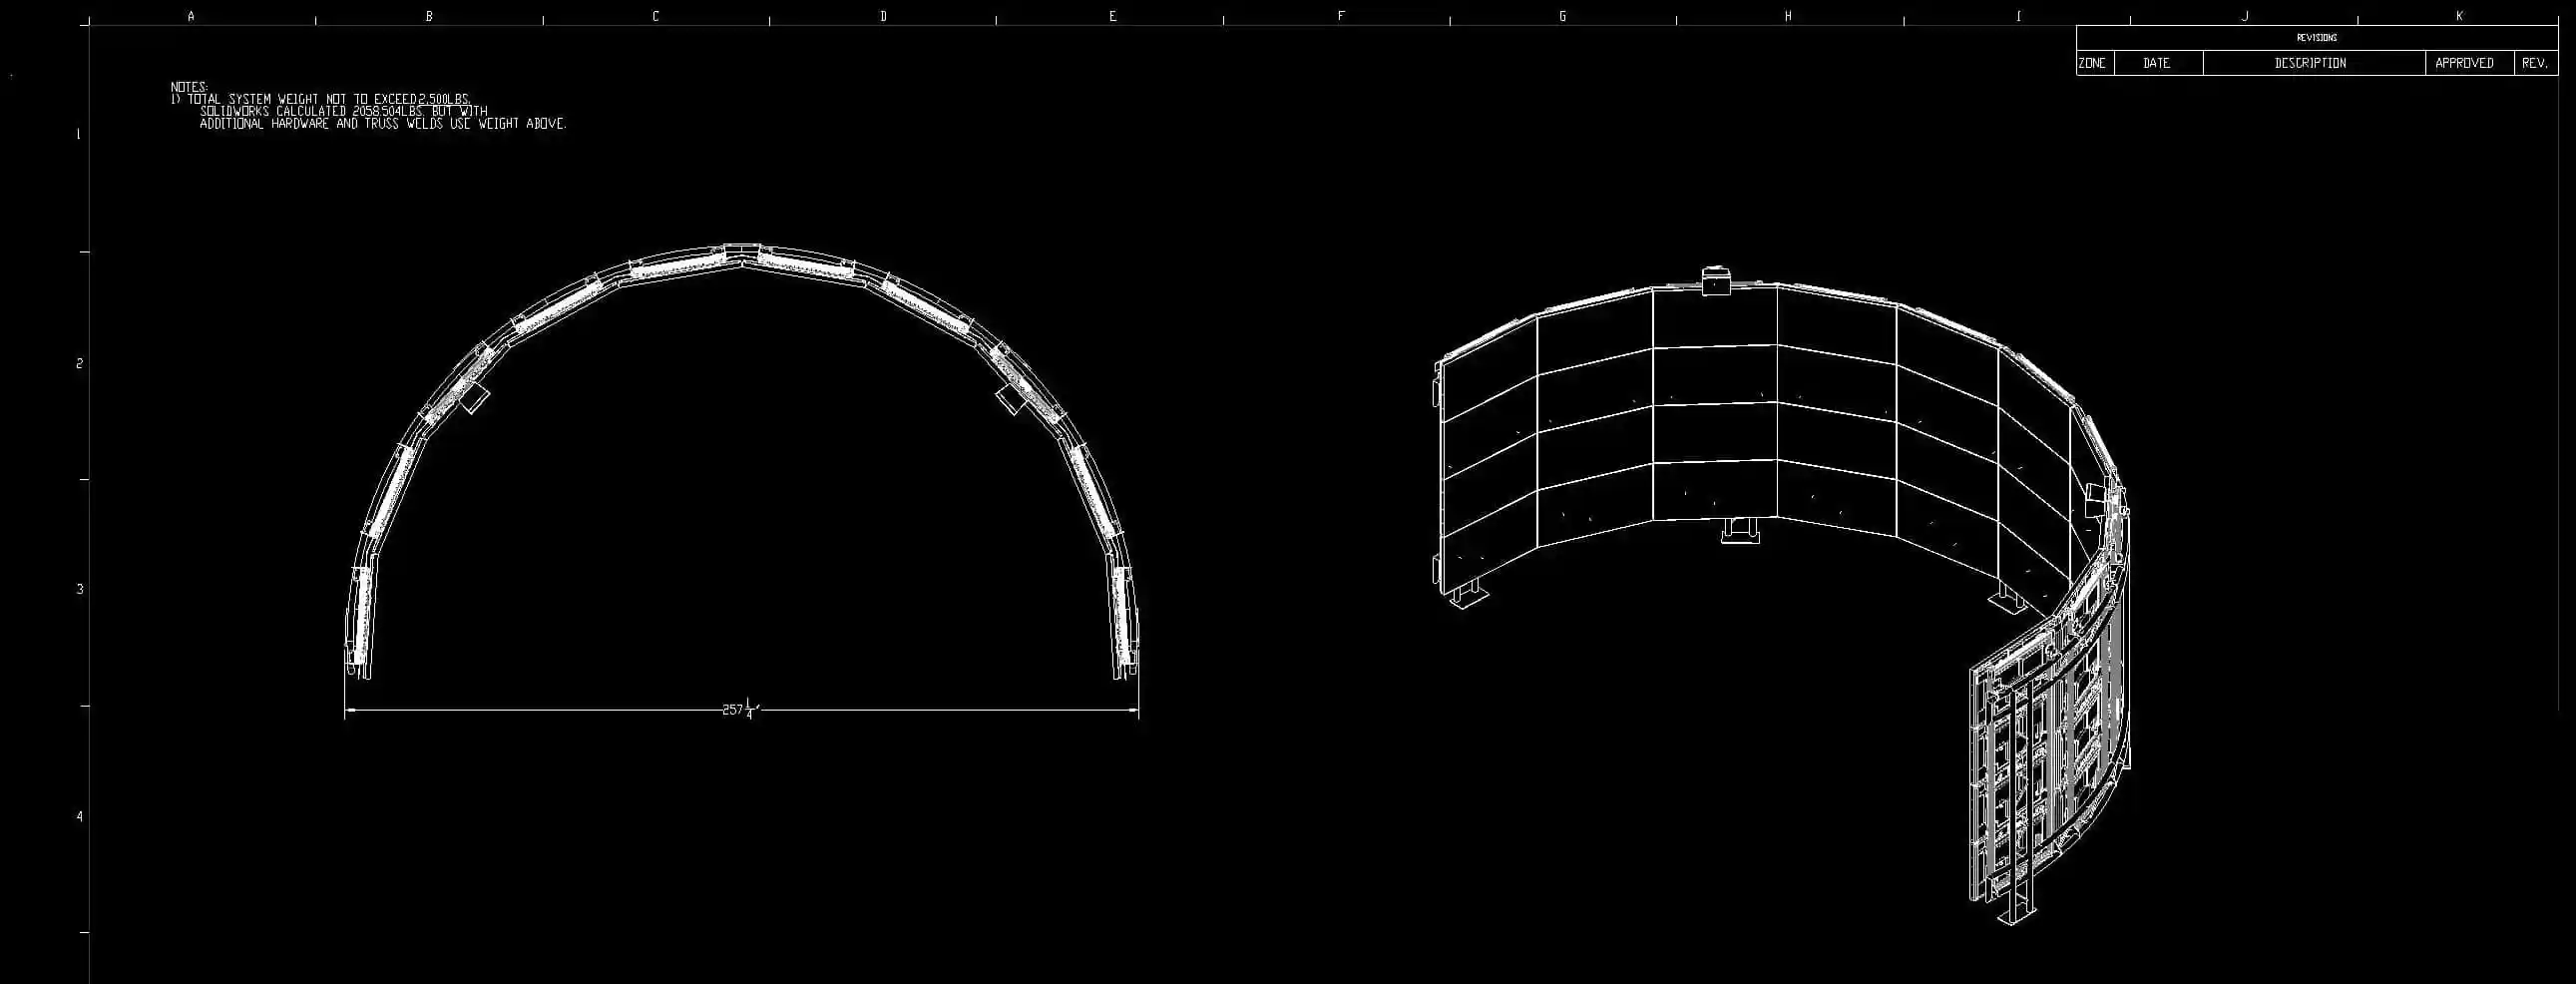 A B C D E F G H I J K
REVISIONS
ZONE DATE DESCRIPTION APPROVED REV.
NOTES:
1) TOTAL SYSTEM WEIGHT NOT TO EXCEED 2,500LBS.
SOLIDWORKS CALCULATED 2058.504LBS. BUT WITH
ADDITIONAL HARDWARE AND TRUSS WELDS USE WEIGHT ABOVE.
1
2
3
257 1/4"
4